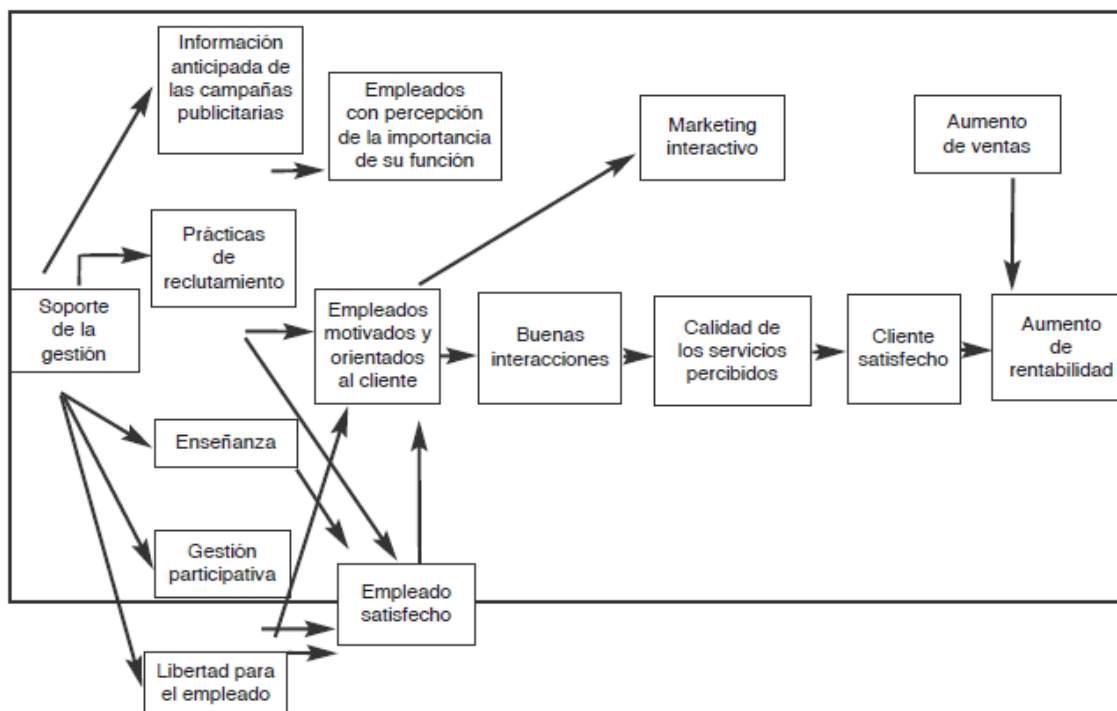 Información
anticipada de
las campañas
publicitarias
Empleados
con percepción
de la importancia
de su función
Marketing
interactivo
Aumento
de ventas
Prácticas
de
reclutamiento
Soporte
de la
gestión
Empleados
motivados y
orientados
al cliente
Buenas
interacciones
Calidad de
los servicios
percibidos
Cliente
satisfecho
Aumento
de
rentabilidad
Enseñanza
Gestión
participativa
Empleado
satisfecho
Libertad para
el empleado